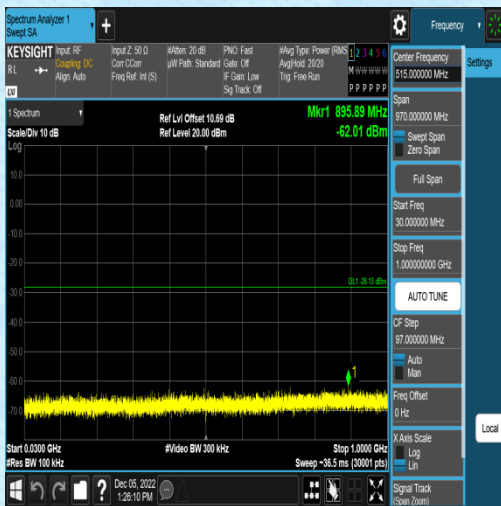 Spectrum Analyzer 1
Swept SA
Frequency
KEYSIGHT
RL
Input: RF
Coupling: DC
Align: Auto
Input Z: 50 Ω
Corr CCorr
Freq Ref: Int (S)
#Atten: 20 dB
µW Path: Standard
PNO: Fast
Gate: Off
IF Gain: Low
Sig Track: Off
#Avg Type: Power (RMS
Avg|Hold: 20/20
Trig: Free Run
1 2 3 4 5 6
M W W W W W
P P P P P P
1 Spectrum
Scale/Div 10 dB
Log
Ref Lvl Offset 10.69 dB
Ref Level 20.00 dBm
Mkr1 895.89 MHz
-62.01 dBm
10.0
0.00
-10.0
-20.0
-30.0
-40.0
-50.0
-60.0
-70.0
DL1 -28.13 dBm
1
Start 0.0300 GHz
#Res BW 100 kHz
#Video BW 300 kHz
Stop 1.0000 GHz
Sweep ~36.5 ms (30001 pts)
Dec 05, 2022
1:26:10 PM
Center Frequency
515.000000 MHz
Settings
Span
970.000000 MHz
Swept Span
Zero Span
Full Span
Start Freq
30.000000 MHz
Stop Freq
1.000000000 GHz
AUTO TUNE
CF Step
97.000000 MHz
Auto
Man
Freq Offset
0 Hz
X Axis Scale
Log
Lin
Local
Signal Track
(Span Zoom)